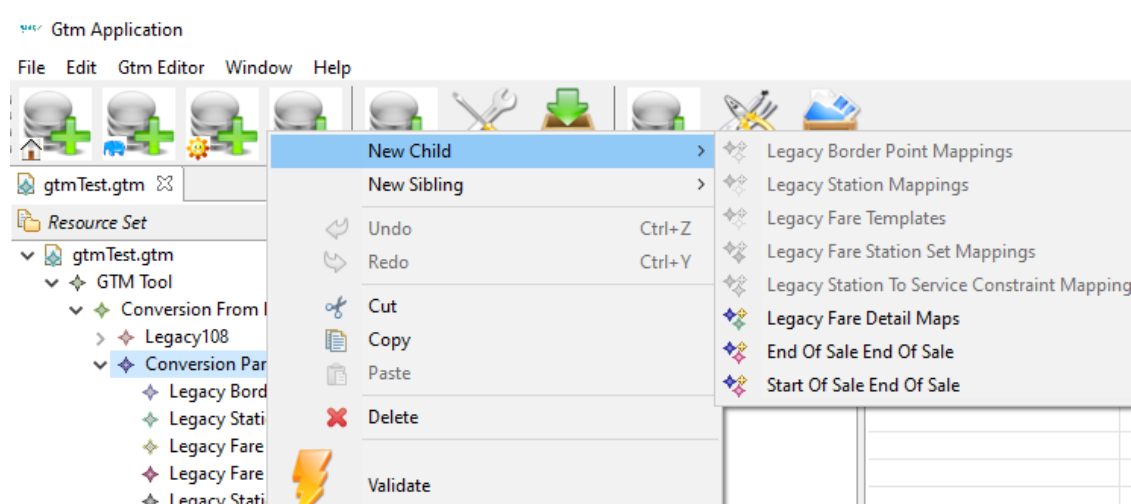 Gtm Application
File Edit Gtm Editor Window Help
gtmTest.gtm
Resource Set
gtmTest.gtm
GTM Tool
Conversion From
Legacy108
Conversion Par
Legacy Bord
Legacy Stati
Legacy Fare
Legacy Fare
Legacy Stati
New Child
New Sibling
Undo Ctrl+Z
Redo Ctrl+Y
Cut
Copy
Paste
Delete
Validate
Legacy Border Point Mappings
Legacy Station Mappings
Legacy Fare Templates
Legacy Fare Station Set Mappings
Legacy Station To Service Constraint Mapping
Legacy Fare Detail Maps
End Of Sale End Of Sale
Start Of Sale End Of Sale